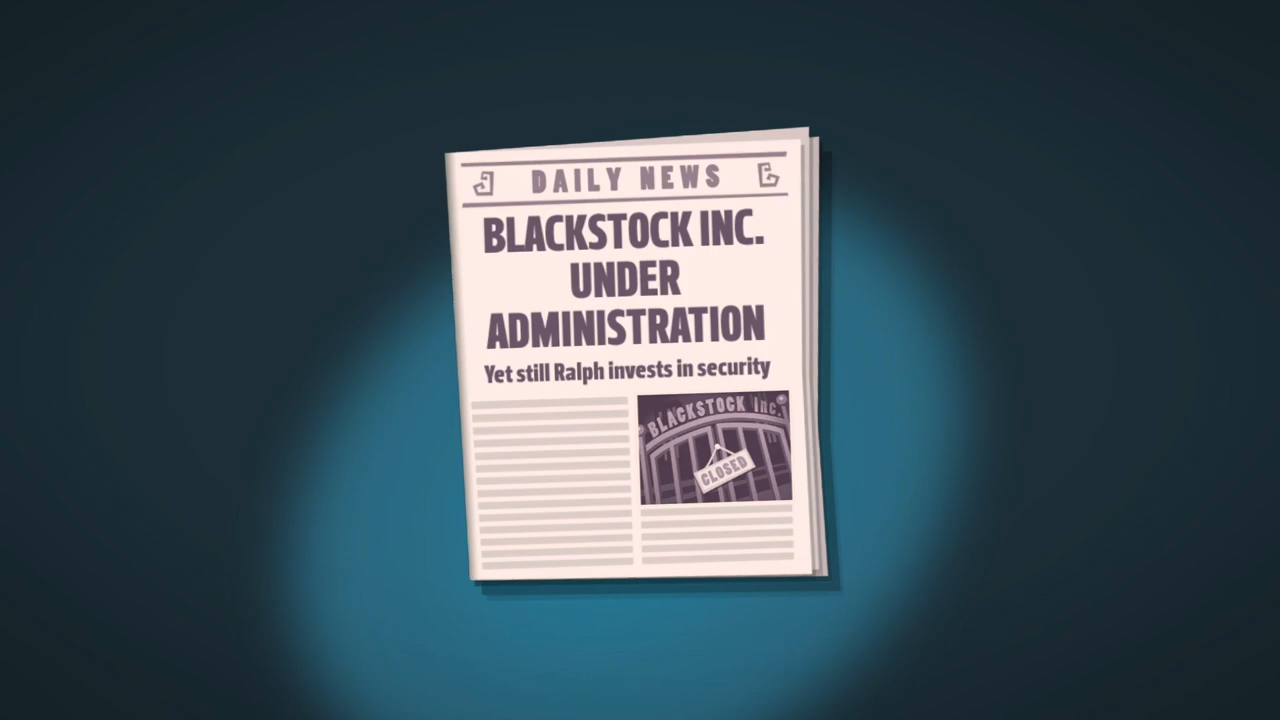 DAILY NEWS
BLACKSTOCK INC.
UNDER
ADMINISTRATION
Yet still Ralph invests in security
BLACKSTOCK Inc.
CLOSED